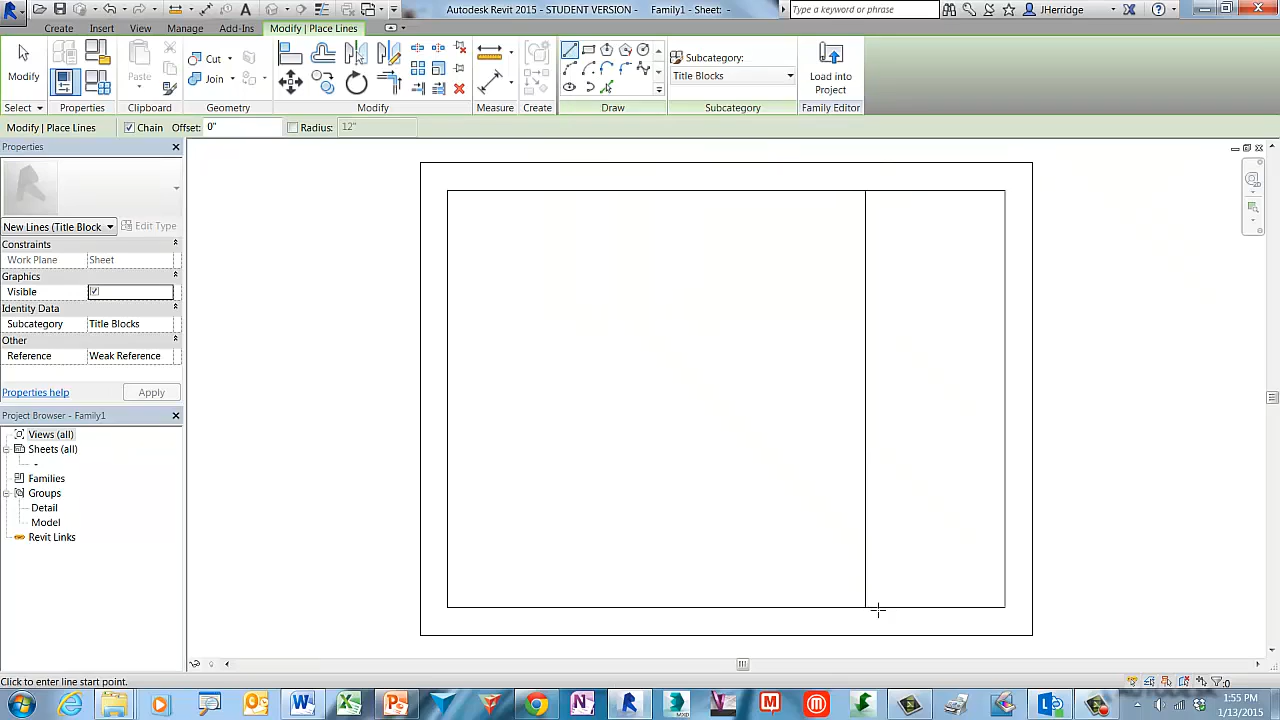 Autodesk Revit 2015 - STUDENT VERSION - Family1 - Sheet:
Type a keyword or phrase
JHerridge
Create Insert View Manage Add-Ins Modify | Place Lines
Modify
Paste
Cut
Join
Subcategory:
Title Blocks
Load into
Project
Select Properties Clipboard Geometry Modify Measure Create Draw Subcategory Family Editor
Modify | Place Lines Chain Offset: 0" Radius: 12"
Properties
New Lines (Title Block Edit Type
Constraints
Work Plane Sheet
Graphics
Visible
Identity Data
Subcategory Title Blocks
Other
Reference Weak Reference
Properties help Apply
Project Browser - Family1
Views (all)
Sheets (all)
-
Families
Groups
Detail
Model
Revit Links
Click to enter line start point.
:0
1:55 PM
1/13/2015